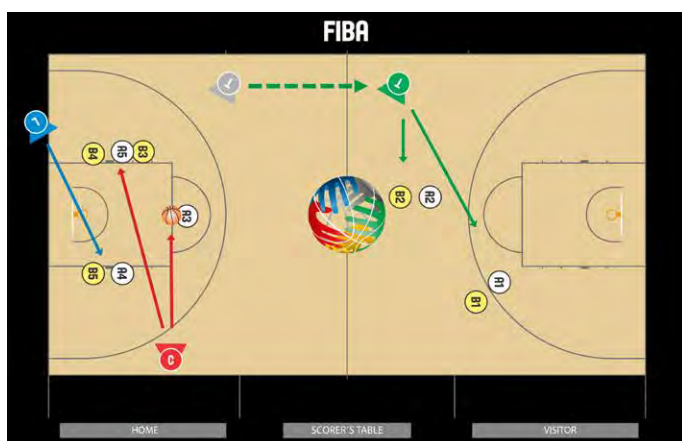 FIBA
T
T
L
B4
A5
B3
B2
A2
A3
B5
A4
A1
B1
C
HOME
SCORER'S TABLE
VISITOR